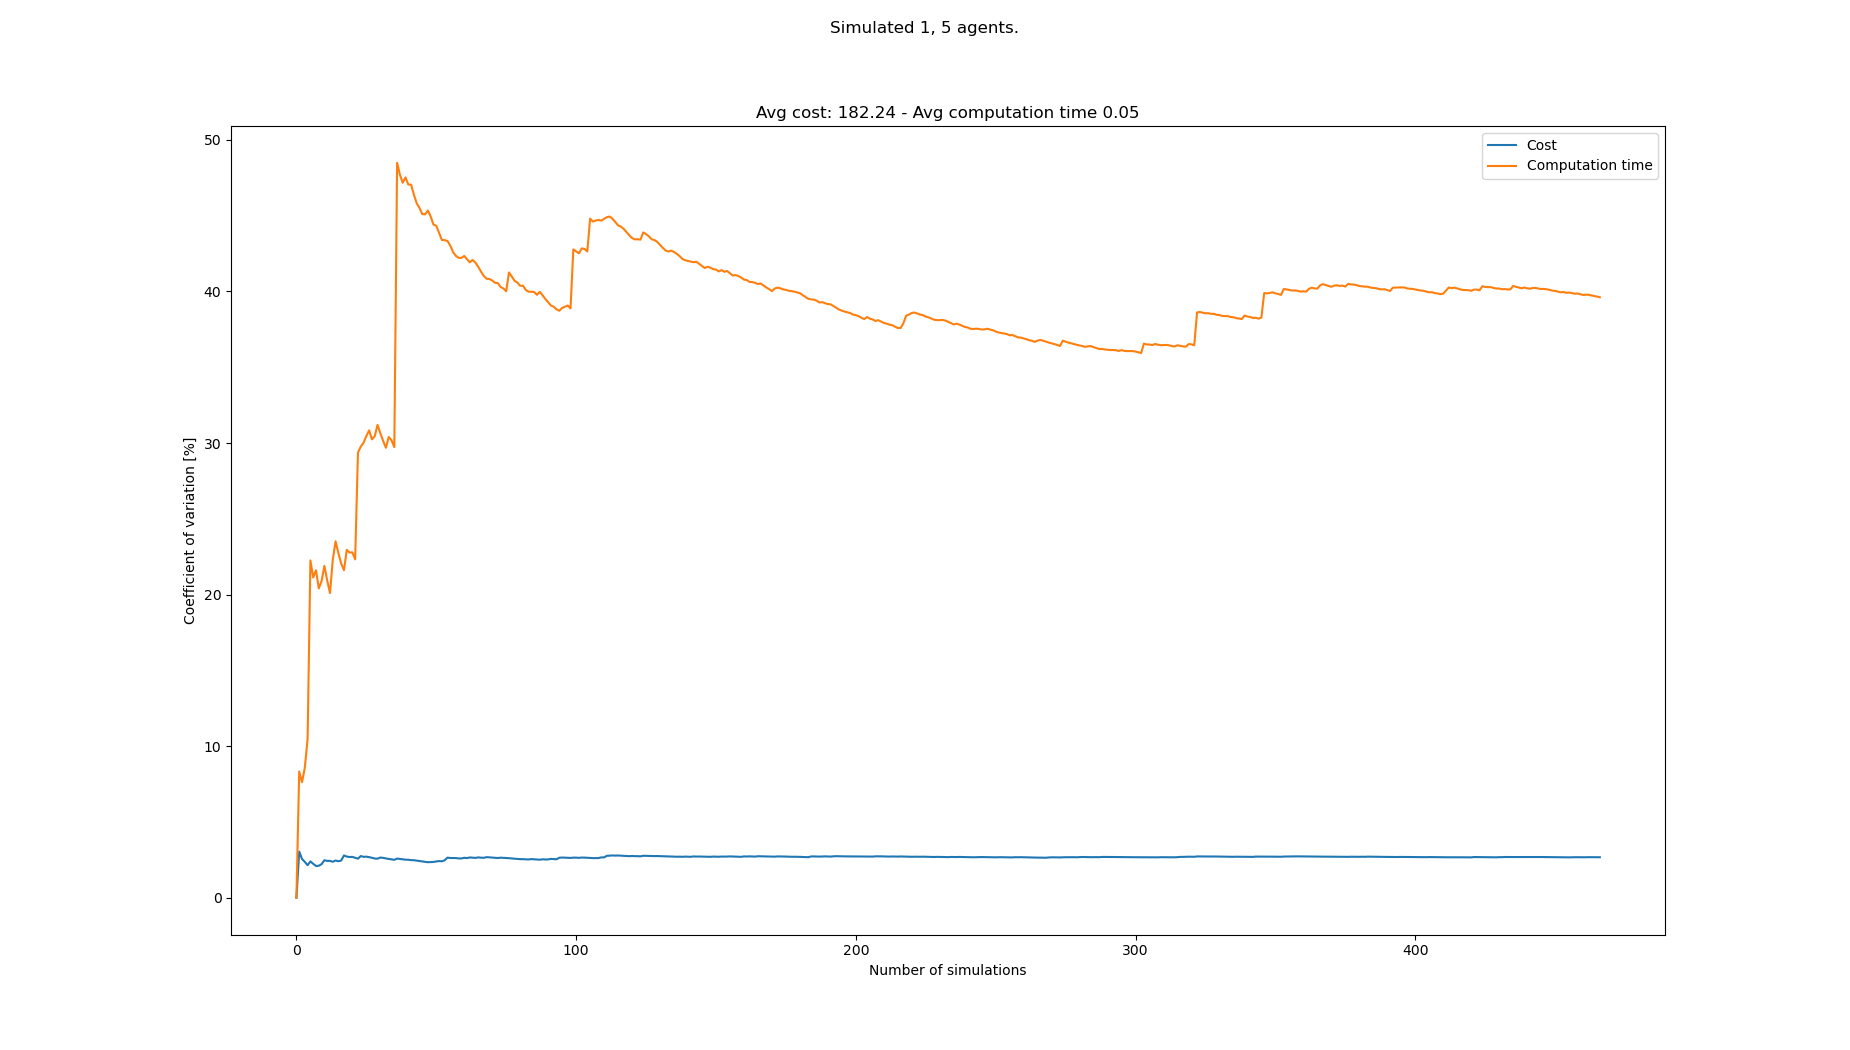 Simulated 1, 5 agents.
Avg cost: 182.24 - Avg computation time 0.05
Cost
Computation time
Coefficient of variation [%]
50
40
30
20
10
0
0 100 200 300 400
Number of simulations